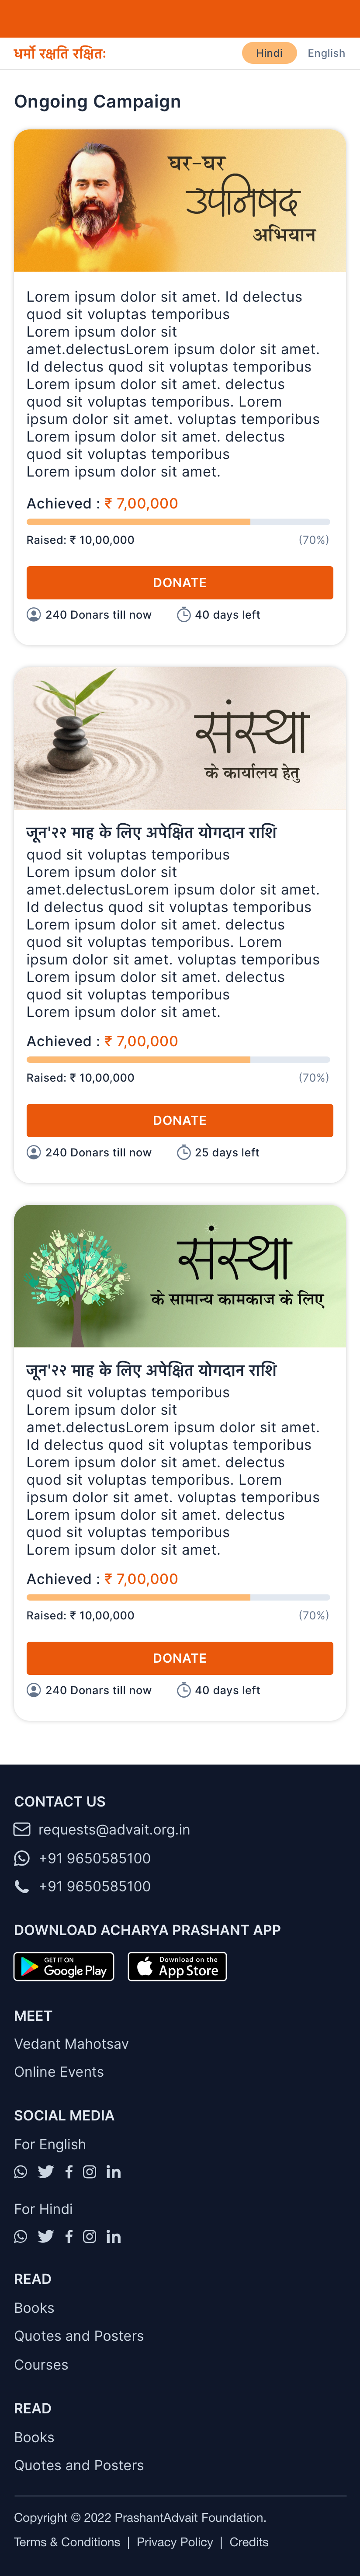 धर्मो रक्षति रक्षितः
Hindi English
Ongoing Campaign
घर-घर
उपनिषद
अभियान
Lorem ipsum dolor sit amet. Id delectus
quod sit voluptas temporibus
Lorem ipsum dolor sit
amet.delectusLorem ipsum dolor sit amet.
Id delectus quod sit voluptas temporibus
Lorem ipsum dolor sit amet. delectus
quod sit voluptas temporibus. Lorem
ipsum dolor sit amet. voluptas temporibus
Lorem ipsum dolor sit amet. delectus
quod sit voluptas temporibus
Lorem ipsum dolor sit amet.
Achieved : ₹ 7,00,000
Raised: ₹ 10,00,000 (70%)
DONATE
240 Donars till now 40 days left
संस्था
के कार्यालय हेतु
जून'२२ माह के लिए अपेक्षित योगदान राशि
quod sit voluptas temporibus
Lorem ipsum dolor sit
amet.delectusLorem ipsum dolor sit amet.
Id delectus quod sit voluptas temporibus
Lorem ipsum dolor sit amet. delectus
quod sit voluptas temporibus. Lorem
ipsum dolor sit amet. voluptas temporibus
Lorem ipsum dolor sit amet. delectus
quod sit voluptas temporibus
Lorem ipsum dolor sit amet.
Achieved : ₹ 7,00,000
Raised: ₹ 10,00,000 (70%)
DONATE
240 Donars till now 25 days left
संस्था
के सामान्य कामकाज के लिए
जून'२२ माह के लिए अपेक्षित योगदान राशि
quod sit voluptas temporibus
Lorem ipsum dolor sit
amet.delectusLorem ipsum dolor sit amet.
Id delectus quod sit voluptas temporibus
Lorem ipsum dolor sit amet. delectus
quod sit voluptas temporibus. Lorem
ipsum dolor sit amet. voluptas temporibus
Lorem ipsum dolor sit amet. delectus
quod sit voluptas temporibus
Lorem ipsum dolor sit amet.
Achieved : ₹ 7,00,000
Raised: ₹ 10,00,000 (70%)
DONATE
240 Donars till now 40 days left
CONTACT US
requests@advait.org.in
+91 9650585100
+91 9650585100
DOWNLOAD ACHARYA PRASHANT APP
GET IT ON Google Play
Download on the App Store
MEET
Vedant Mahotsav
Online Events
SOCIAL MEDIA
For English
For Hindi
READ
Books
Quotes and Posters
Courses
READ
Books
Quotes and Posters
Copyright © 2022 PrashantAdvait Foundation.
Terms & Conditions | Privacy Policy | Credits